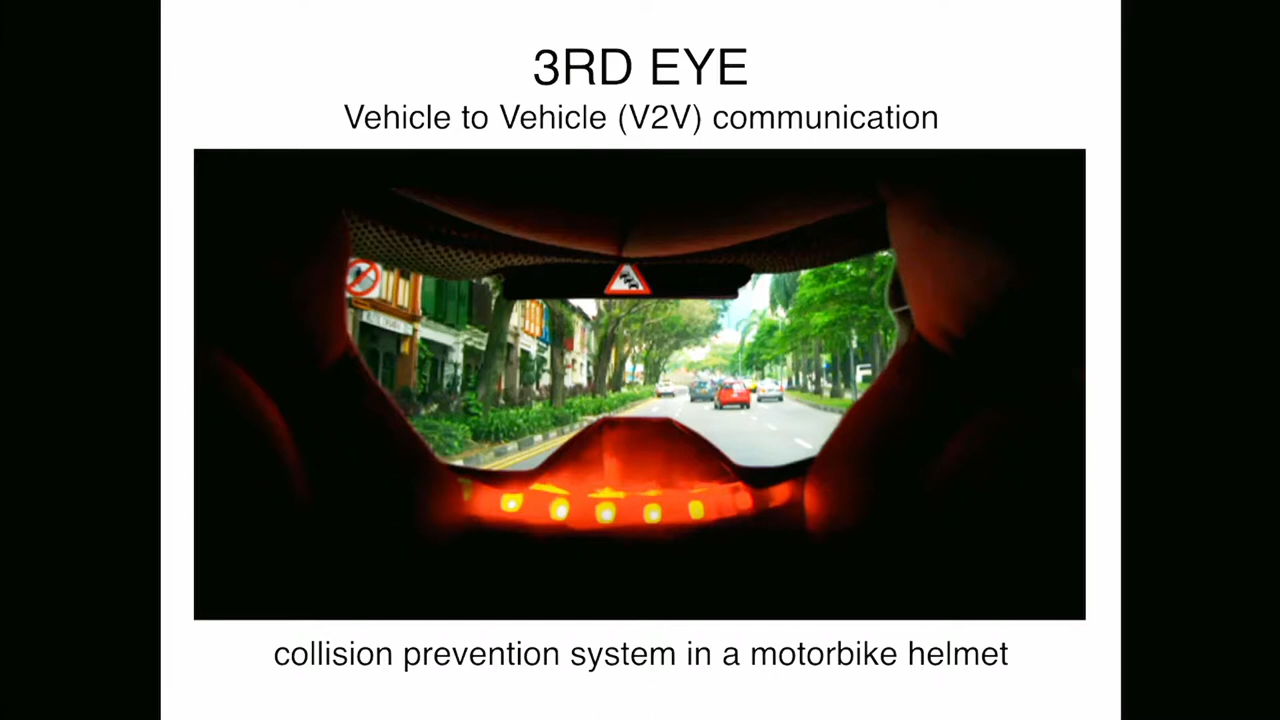 3RD EYE
Vehicle to Vehicle (V2V) communication
collision prevention system in a motorbike helmet